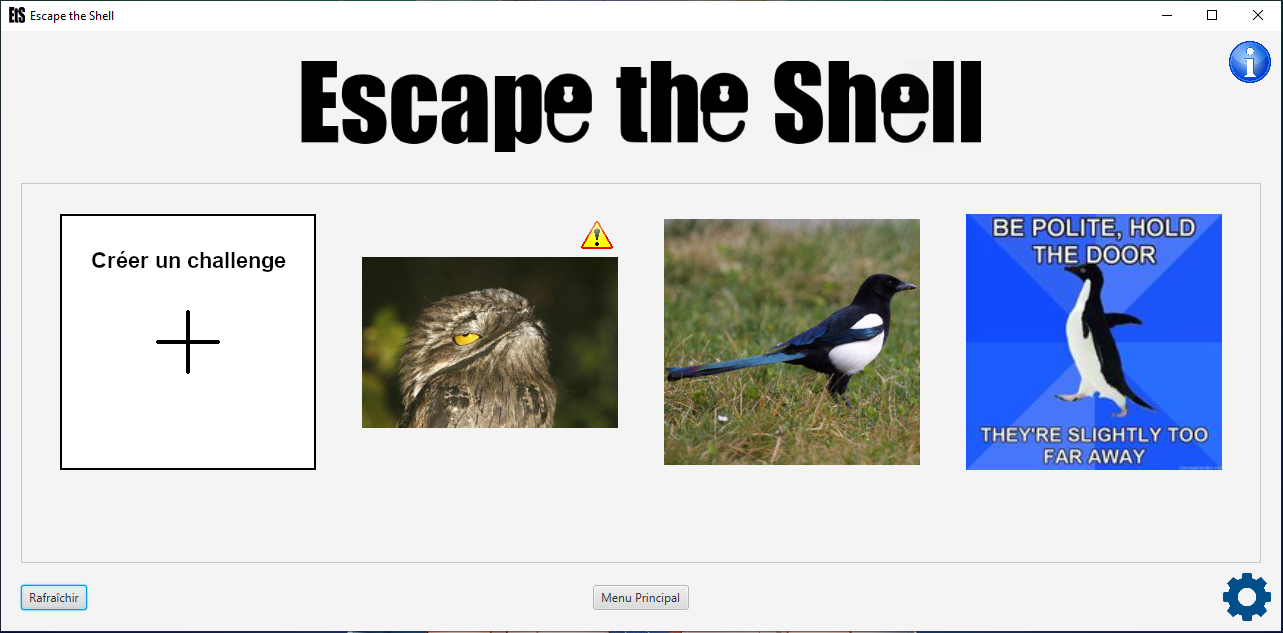 EtS Escape the Shell
Escape the Shell
Créer un challenge
BE POLITE, HOLD
THE DOOR
THEY'RE SLIGHTLY TOO
FAR AWAY
Rafraîchir
Menu Principal